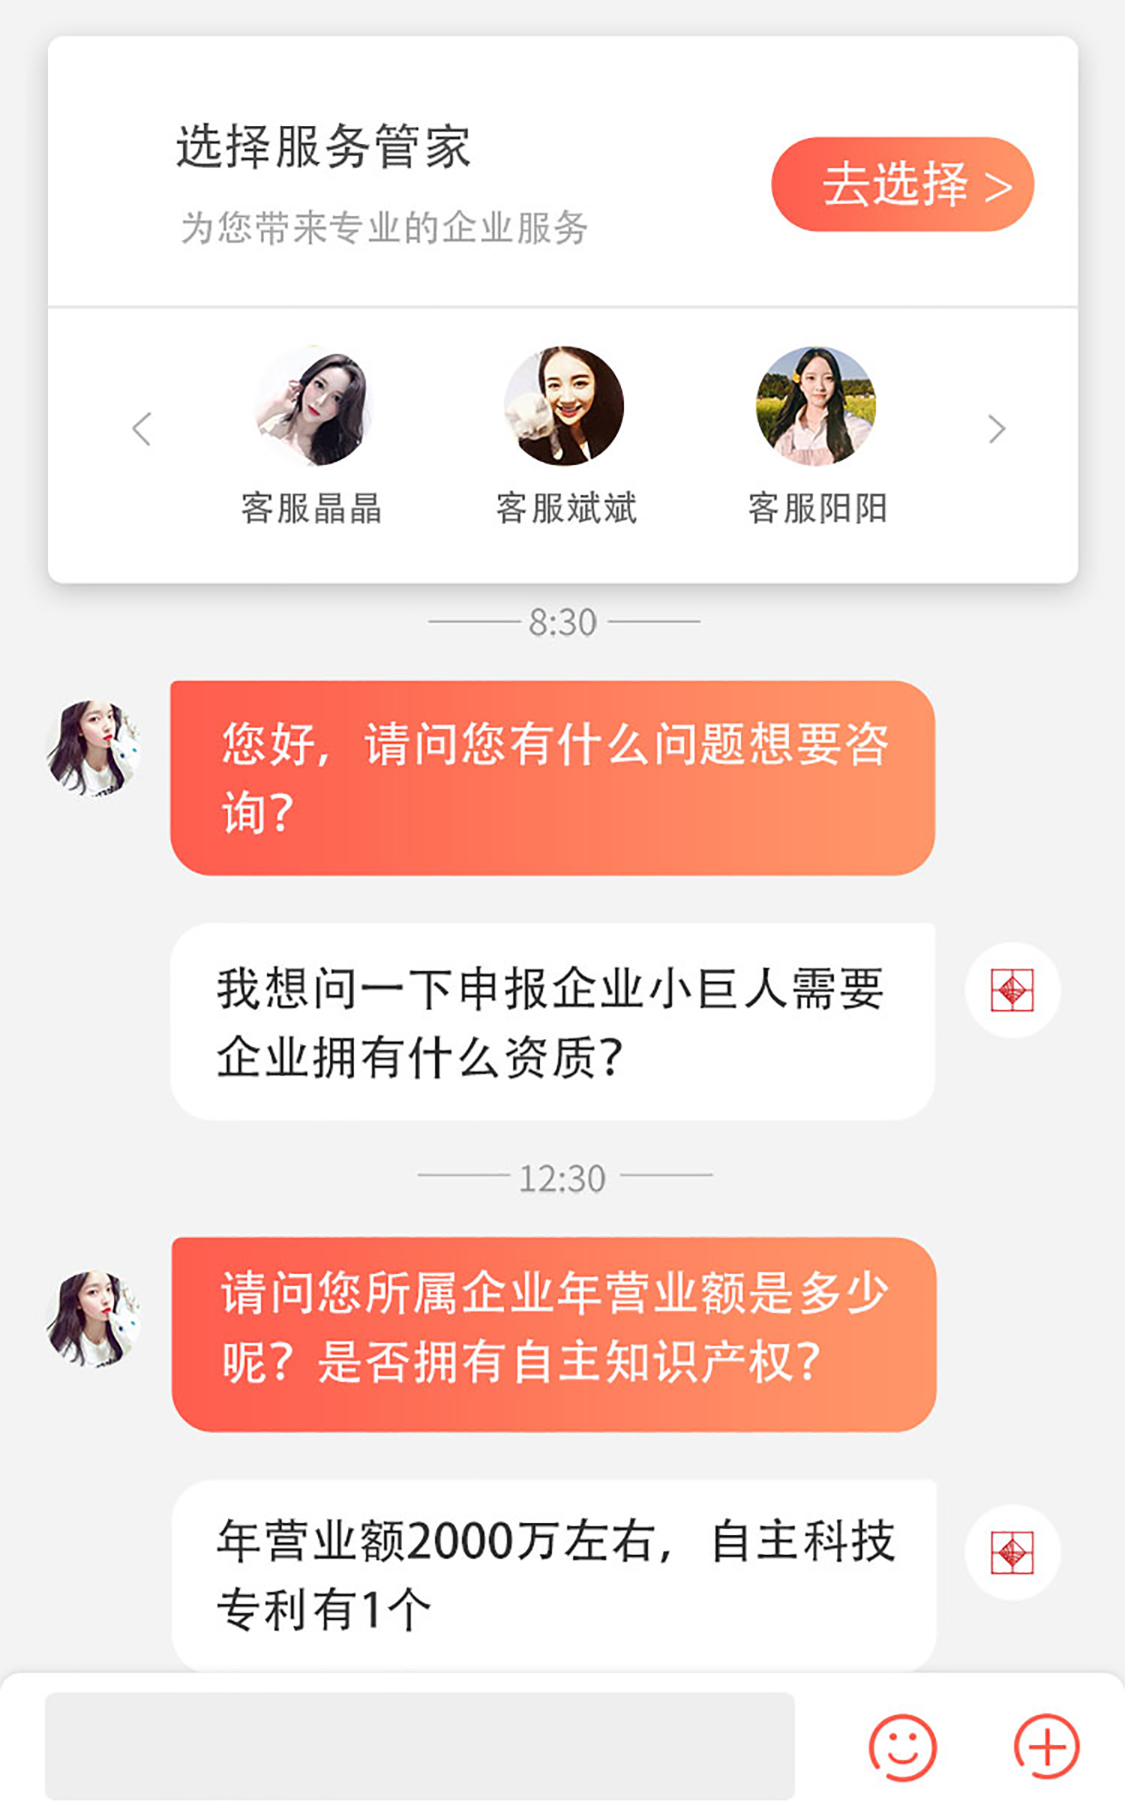 选择服务管家
去选择 >
为您带来专业的企业服务
客服晶晶 客服斌斌 客服阳阳
8:30
您好，请问您有什么问题想要咨
询？
我想问一下申报企业小巨人需要
企业拥有什么资质？
12:30
请问您所属企业年营业额是多少
呢？是否拥有自主知识产权？
年营业额2000万左右，自主科技
专利有1个